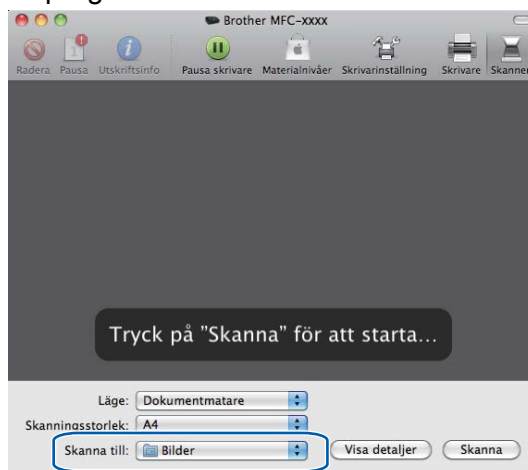 Brother MFC-xxxx
Radera Pausa Utskriftsinfo Pausa skrivare Materialnivåer Skrivarinställning Skrivare Skanner
Tryck på ”Skanna” för att starta...
Läge: Dokumentmatare
Skanningsstorlek: A4
Skanna till: Bilder Visa detaljer Skanna